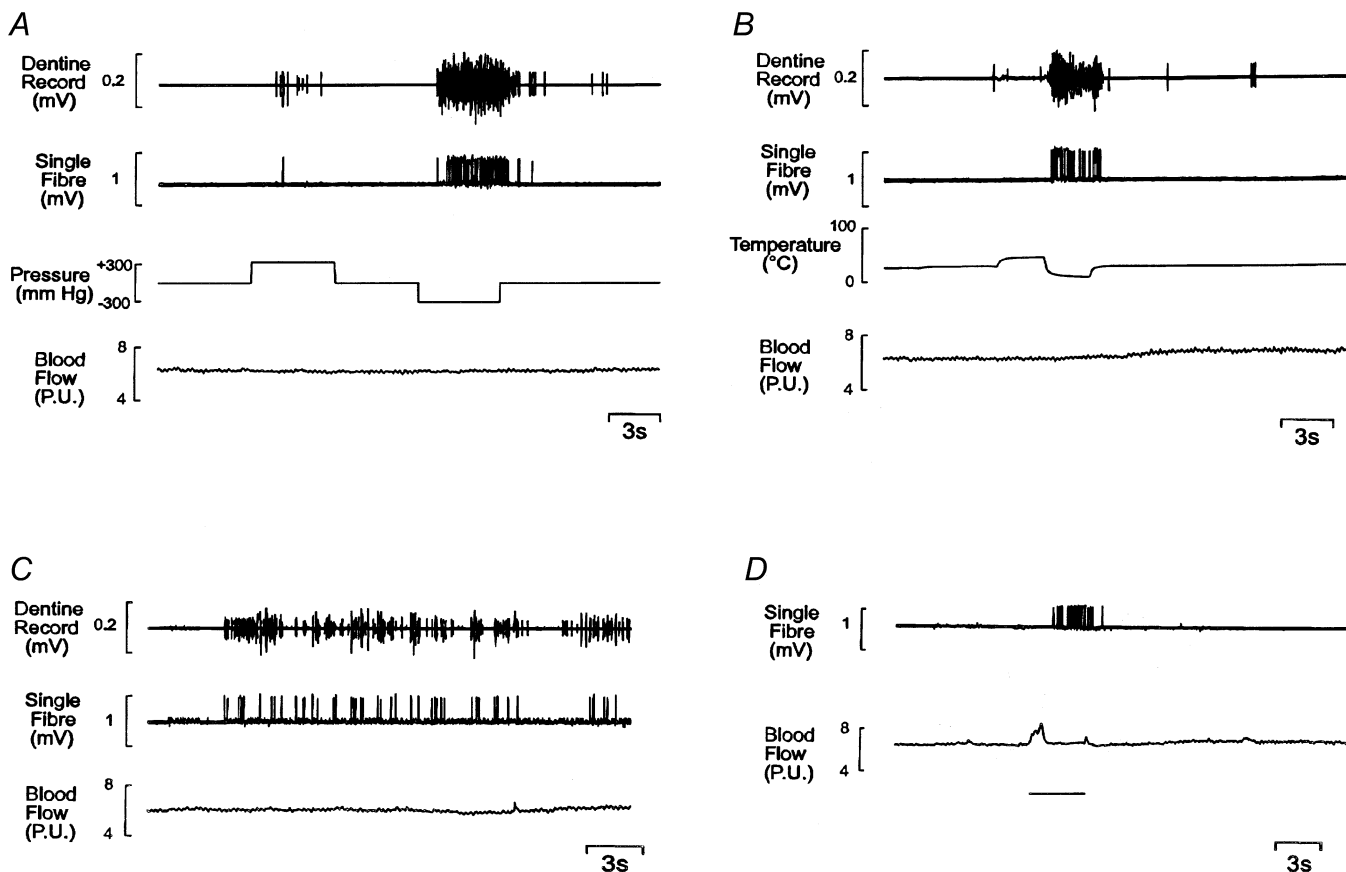 A
Dentine
Record
(mV)
0.2
Single
Fibre
(mV)
1
Pressure
(mm Hg)
+300
-300
Blood
Flow
(P.U.)
8
4
3s
B
Dentine
Record
(mV)
0.2
Single
Fibre
(mV)
1
Temperature
(°C)
100
0
Blood
Flow
(P.U.)
8
4
3s
C
Dentine
Record
(mV)
0.2
Single
Fibre
(mV)
1
Blood
Flow
(P.U.)
8
4
3s
D
Single
Fibre
(mV)
1
Blood
Flow
(P.U.)
8
4
3s